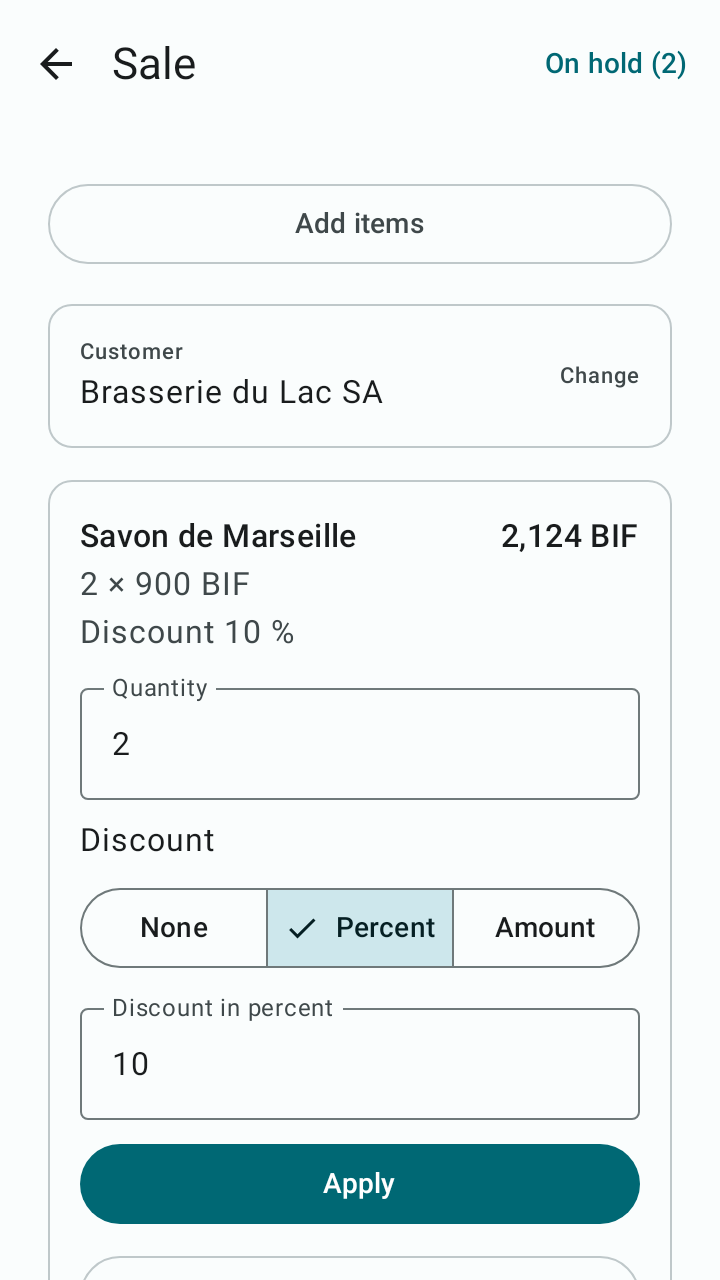 Sale
On hold (2)
Add items
Customer
Brasserie du Lac SA
Change
Savon de Marseille
2,124 BIF
2 × 900 BIF
Discount 10 %
Quantity
2
Discount
None
Percent
Amount
Discount in percent
10
Apply